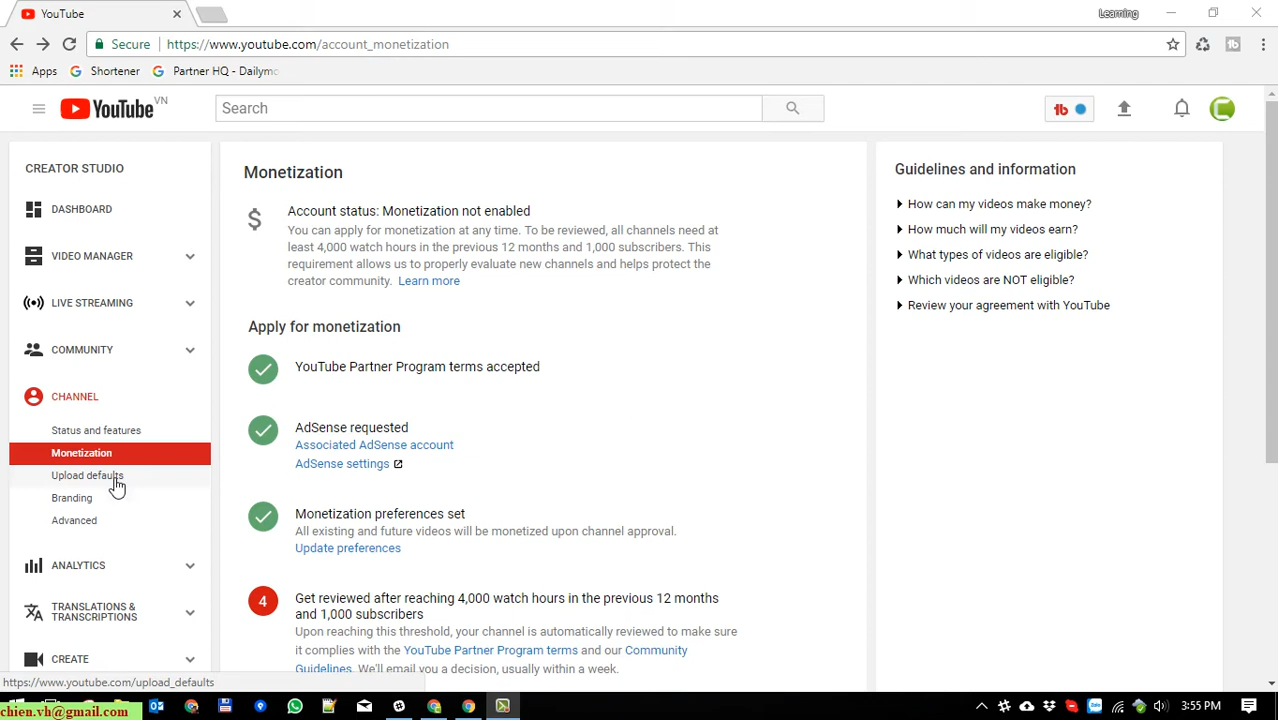 YouTube
Learning
Secure
https://www.youtube.com/account_monetization
Apps
Shortener
Partner HQ - Dailym
YouTube VN
Search
CREATOR STUDIO
DASHBOARD
VIDEO MANAGER
LIVE STREAMING
COMMUNITY
CHANNEL
Status and features
Monetization
Upload defaults
Branding
Advanced
ANALYTICS
TRANSLATIONS &
TRANSCRIPTIONS
CREATE
Monetization
Account status: Monetization not enabled
You can apply for monetization at any time. To be reviewed, all channels need at
least 4,000 watch hours in the previous 12 months and 1,000 subscribers. This
requirement allows us to properly evaluate new channels and helps protect the
creator community. Learn more
Apply for monetization
YouTube Partner Program terms accepted
AdSense requested
Associated AdSense account
AdSense settings
Monetization preferences set
All existing and future videos will be monetized upon channel approval.
Update preferences
4
Get reviewed after reaching 4,000 watch hours in the previous 12 months
and 1,000 subscribers
Upon reaching this threshold, your channel is automatically reviewed to make sure
it complies with the YouTube Partner Program terms and our Community
Guidelines. We'll email you a decision, usually within a week.
Guidelines and information
How can my videos make money?
How much will my videos earn?
What types of videos are eligible?
Which videos are NOT eligible?
Review your agreement with YouTube
https://www.youtube.com/upload_defaults
chien.vh@gmail.com
3:55 PM